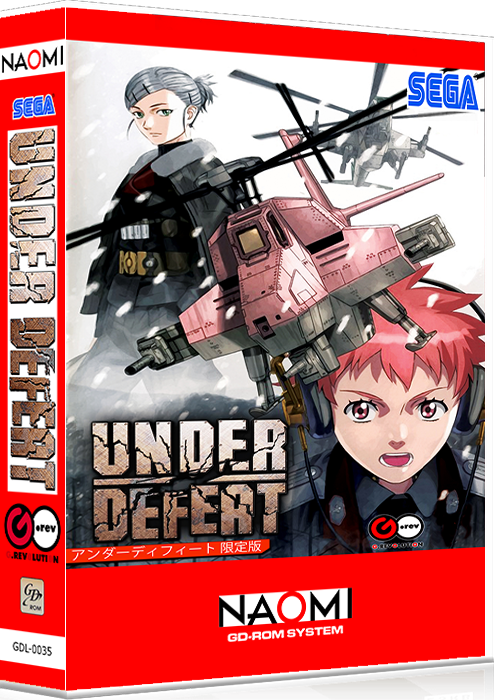 NAOMI
SEGA
UNDER DEFEAT
G.rev
G.REVOLUTION
GD-ROM
GDL-0035
SEGA
UNDER
DEFEAT
アンダーディフィート 限定版
G.rev
G.REVOLUTION
NAOMI
GD-ROM SYSTEM